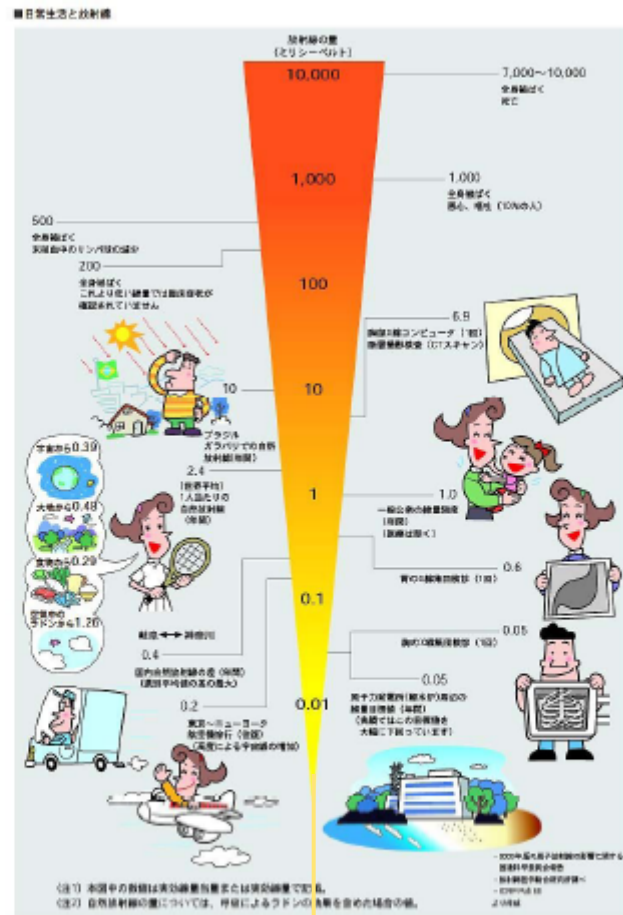 ■日常生活と放射線
放射線の量
(ミリシーベルト)
10,000
7,000〜10,000
全身被ばく
死亡
1,000
1,000
全身被ばく
悪心、嘔吐（10%の人）
500
全身被ばく
末梢血中のリンパ球の減少
200
全身被ばく
これより低い線量では臨床症状が
確認されていません
100
6.9
胸部X線コンピュータ（1回）
断層撮影検査（CTスキャン）
10
10
ブラジル
ガラパリでの自然
放射線（年間）
宇宙から0.39
大地から0.48
食物から0.29
空気中の
ラドンから1.26
2.4
（世界平均）
1人当たりの
自然放射線
（年間）
1
1.0
一般公衆の線量限度
（年間）
（医療は除く）
0.6
胃のX線集団検診（1回）
0.1
岐阜⟷神奈川
0.4
国内自然放射線の差（年間）
（県別平均値の差の最大）
0.05
胸のX線集団検診（1回）
0.05
原子力発電所（軽水炉）周辺の
線量目標値（年間）
（実績ではこの目標値を
大幅に下回っています）
0.01
0.2
東京〜ニューヨーク
航空機旅行（往復）
（高度による宇宙線の増加）
（注1）本図中の数値は実効線量当量または実効線量で記
（注2）自然放射線の量については、呼吸によるラドンの効果を含めた場合の値。